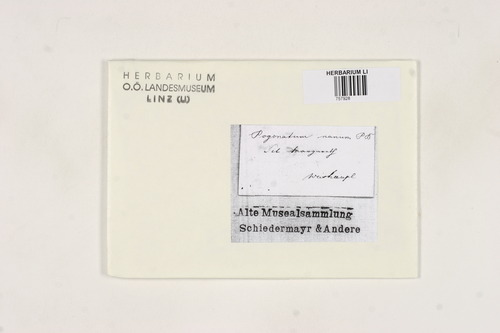 HERBARIUM
O.Ö. LANDESMUSEUM
LINZ (LI)
HERBARIUM LI
Pogonatum nanum P.B.
Alte Musealsammlung
Schiedermayr & Andere